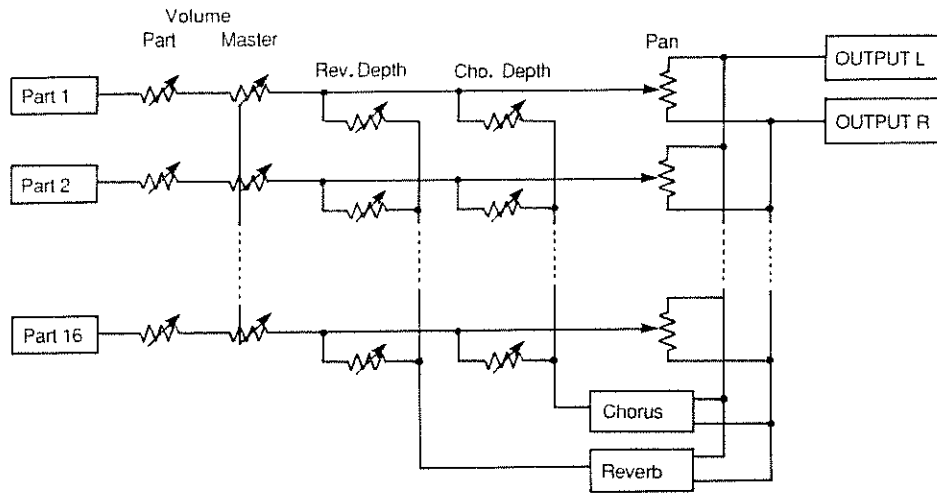 Volume
Part Master
Rev. Depth Cho. Depth Pan
Part 1
OUTPUT L
OUTPUT R
Part 2
Part 16
Chorus
Reverb